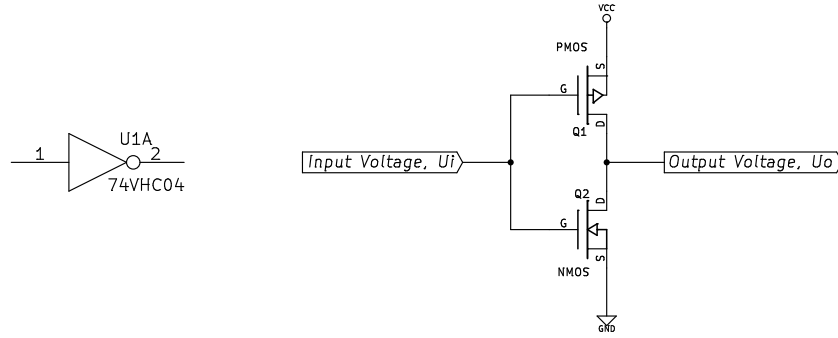 1
U1A
2
74VHC04
Input Voltage, Ui
VCC
PMOS
S
G
Q1
D
Output Voltage, Uo
Q2
D
G
S
NMOS
GND